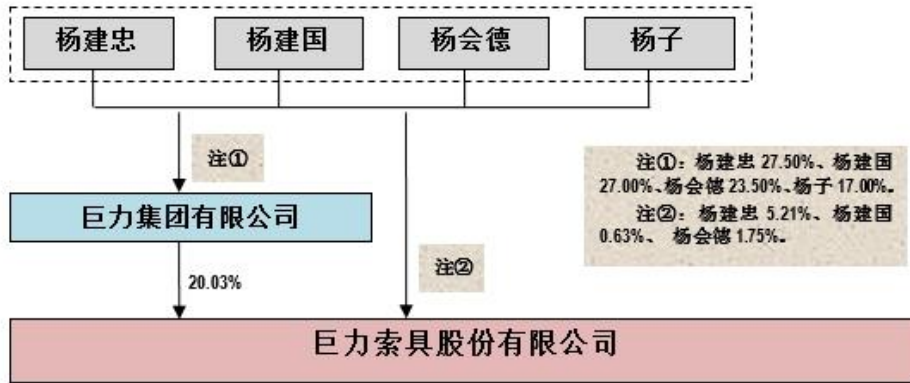 杨建忠
杨建国
杨会德
杨子
注①
注①：杨建忠 27.50%、杨建国
27.00%、杨会德 23.50%、杨子 17.00%。
注②：杨建忠 5.21%、杨建国
0.63%、 杨会德 1.75%。
巨力集团有限公司
注②
20.03%
巨力索具股份有限公司